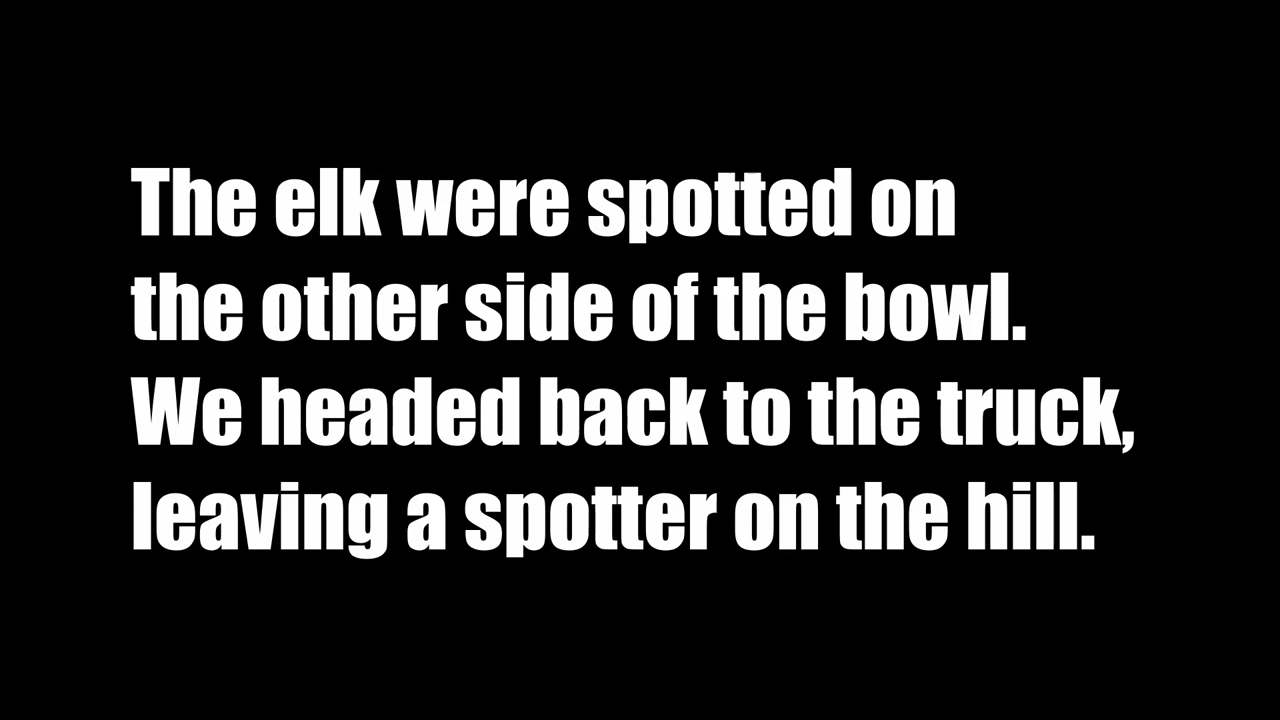 The elk were spotted on
the other side of the bowl.
We headed back to the truck,
leaving a spotter on the hill.